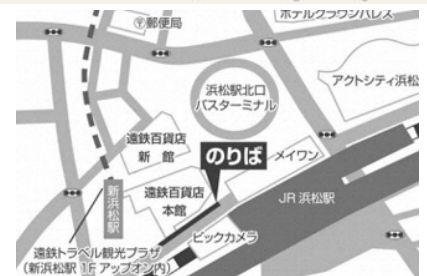 ホテルクラウンパレス
〒郵便局
アクトシティ浜松
浜松駅北口
バスターミナル
遠鉄百貨店
新 館
のりば
メイワン
新浜松駅
遠鉄百貨店
本館
JR 浜松駅
ビックカメラ
遠鉄トラベル観光プラザ
(新浜松駅 1F アップオン内)